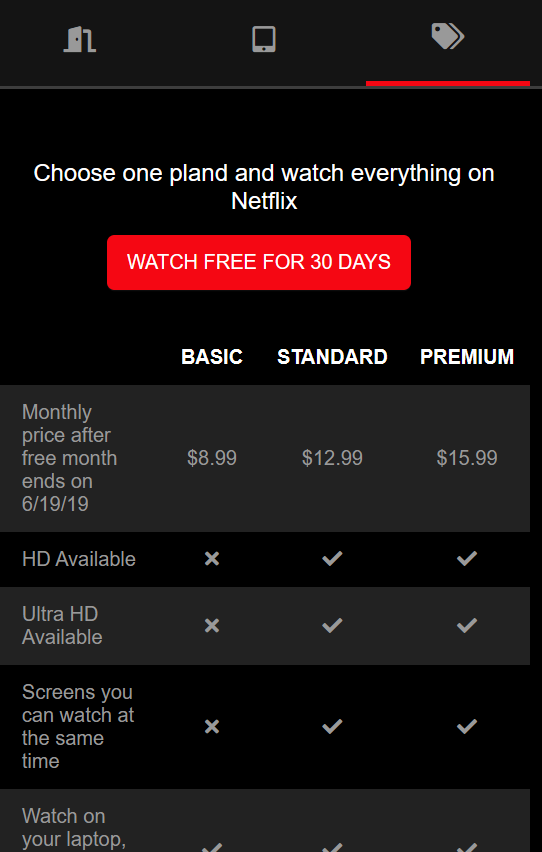 Choose one pland and watch everything on
Netflix
WATCH FREE FOR 30 DAYS
BASIC STANDARD PREMIUM
Monthly
price after
free month
ends on
6/19/19
$8.99 $12.99 $15.99
HD Available
Ultra HD
Available
Screens you
can watch at
the same
time
Watch on
your laptop,